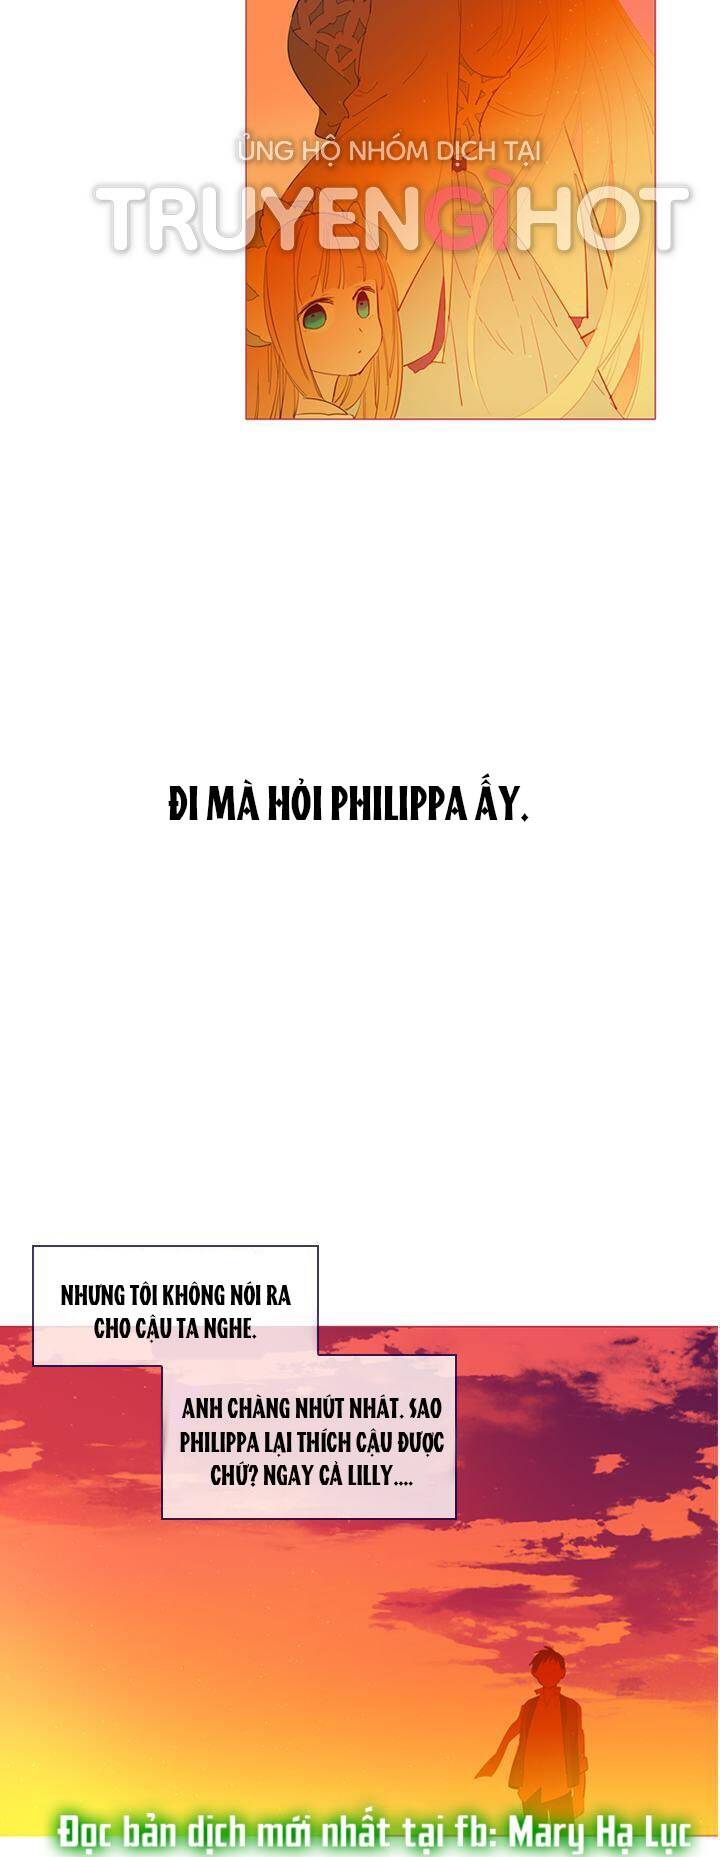 ỦNG HỘ NHÓM DỊCH TẠI
TRUYENGIHOT
ĐI MÀ HỎI PHILIPPA ẤY.
NHƯNG TÔI KHÔNG NÓI RA
CHO CẬU TA NGHE.
ANH CHÀNG NHÚT NHÁT. SAO
PHILIPPA LẠI THÍCH CẬU ĐƯỢC
CHỨ? NGAY CẢ LILLY....
Đọc bản dịch mới nhất tại fb: Mary Hạ Lục